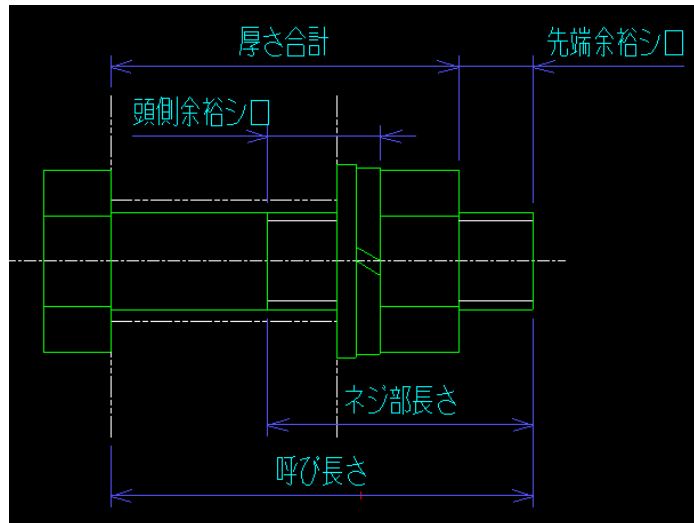 厚さ合計
先端余裕シロ
頭側余裕シロ
ネジ部長さ
呼び長さ